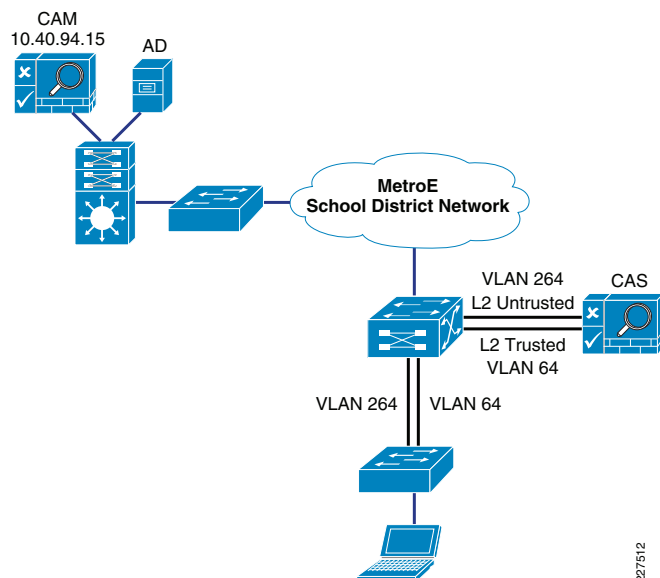 CAM
10.40.94.15
AD
MetroE
School District Network
VLAN 264
L2 Untrusted
CAS
L2 Trusted
VLAN 64
VLAN 264
VLAN 64
227512